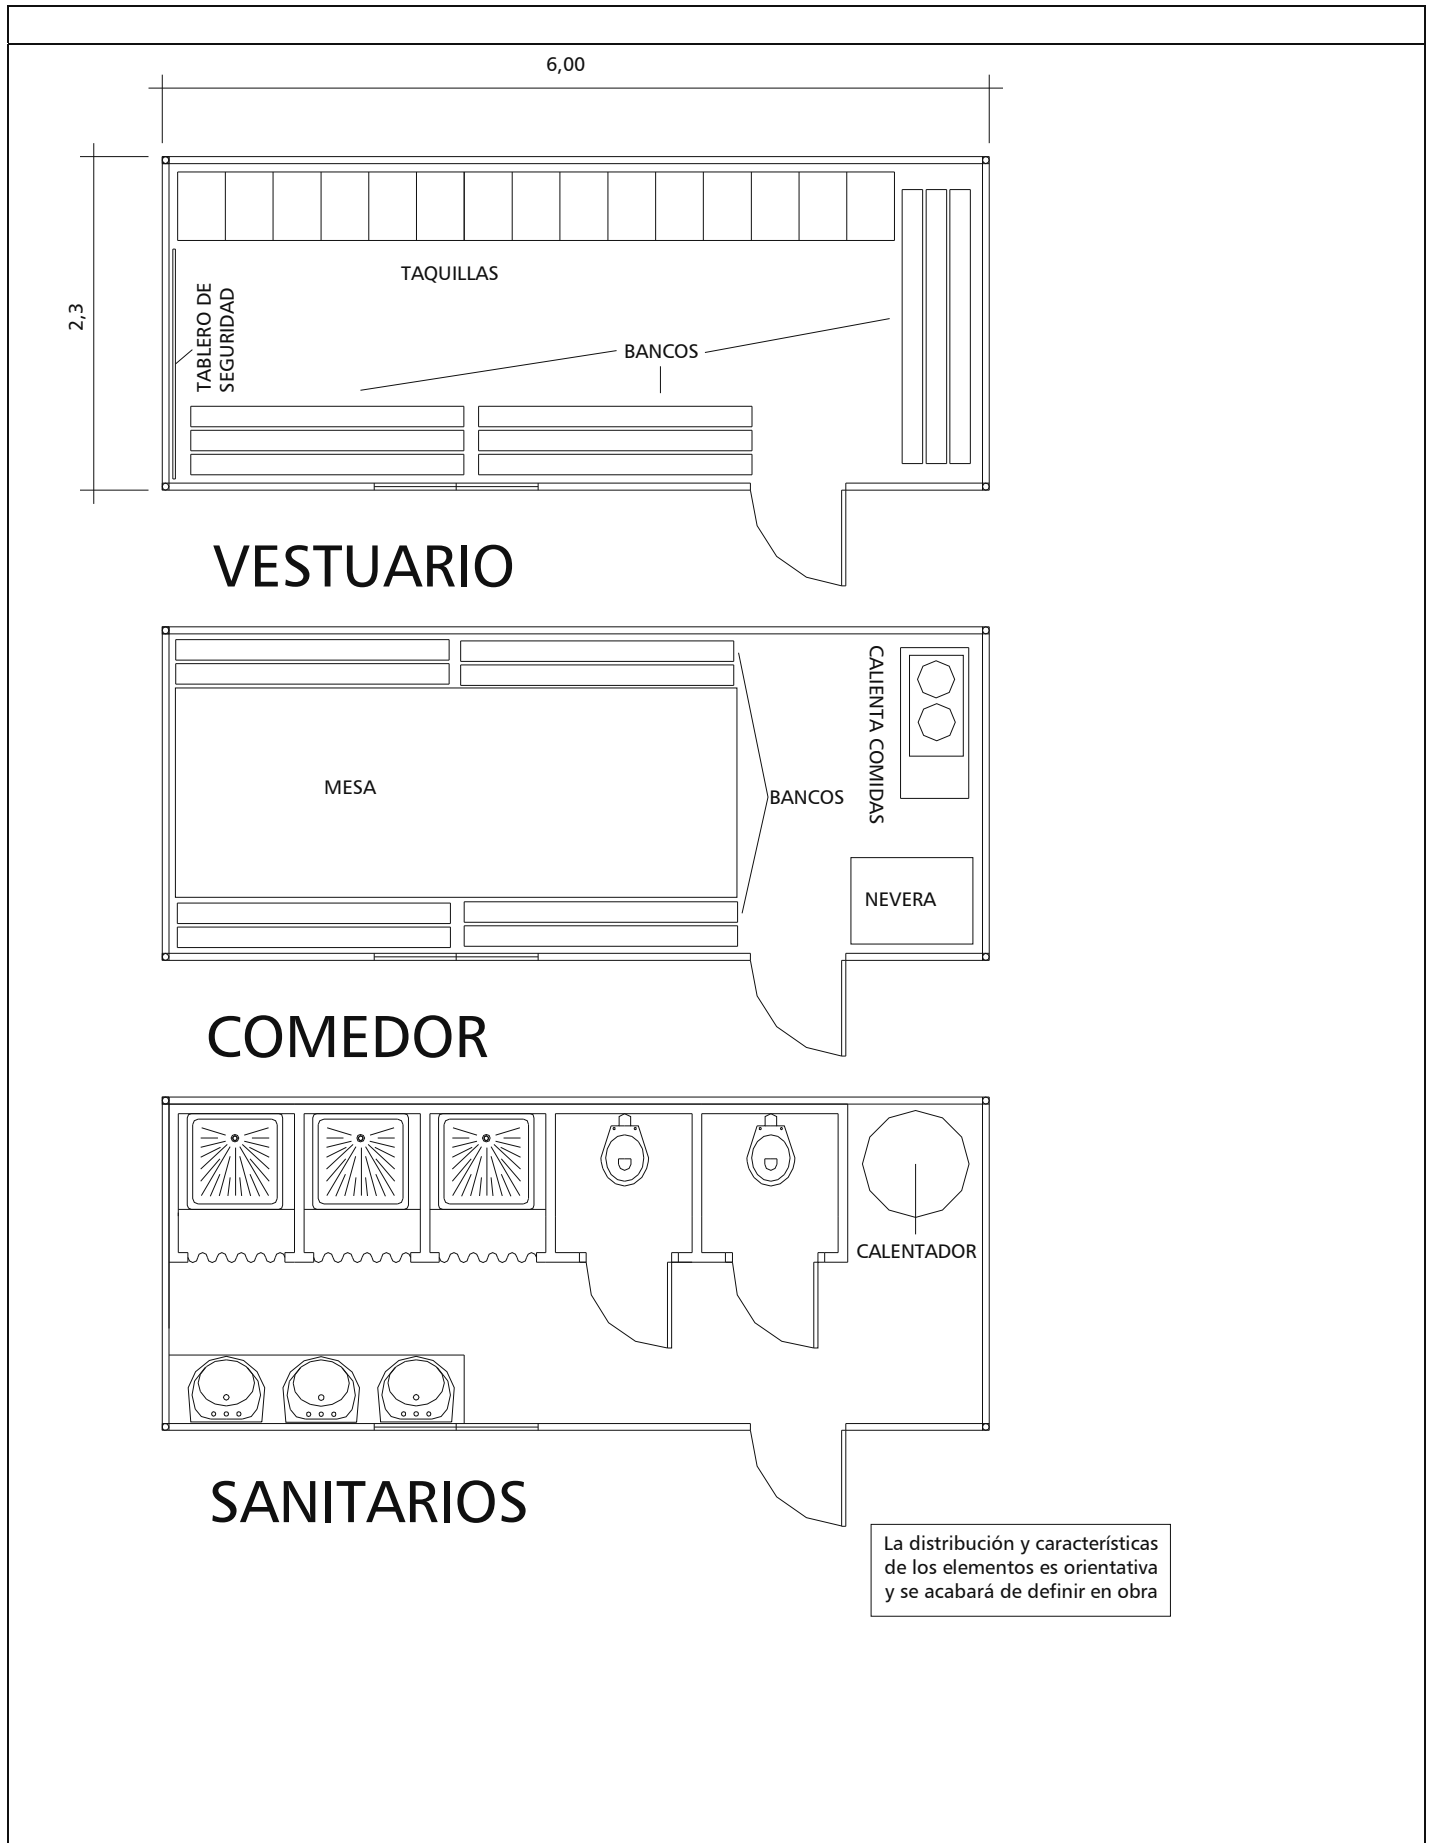 6,00
2,3
TAQUILLAS
TABLERO DE
SEGURIDAD
BANCOS
VESTUARIO
CALIENTA COMIDAS
MESA
BANCOS
NEVERA
COMEDOR
CALENTADOR
SANITARIOS
La distribución y características
de los elementos es orientativa
y se acabará de definir en obra